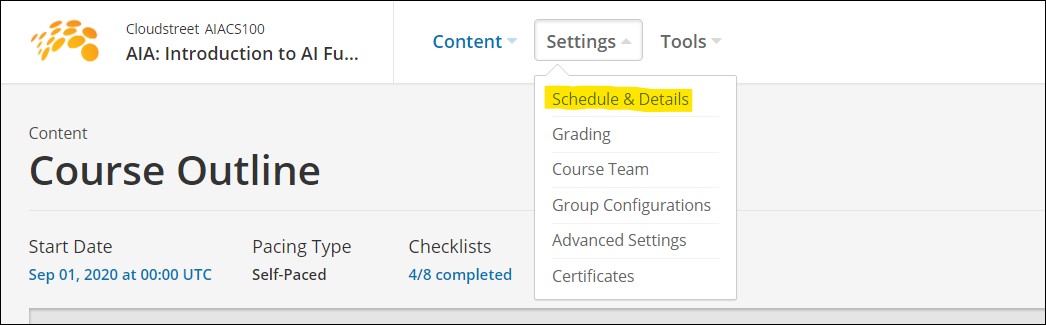 Cloudstreet AIACS100
AIA: Introduction to AI Fu...
Content Settings Tools
Schedule & Details
Grading
Course Team
Group Configurations
Advanced Settings
Certificates
Content
Course Outline
Start Date
Sep 01, 2020 at 00:00 UTC
Pacing Type
Self-Paced
Checklists
4/8 completed